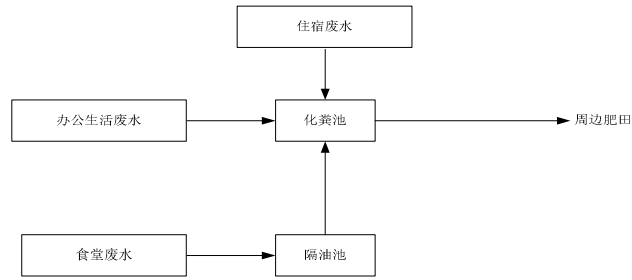 住宿废水
办公生活废水
化粪池
周边肥田
食堂废水
隔油池